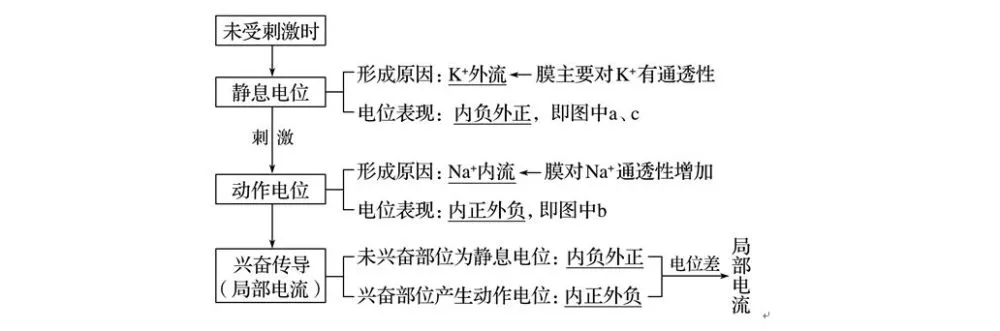 未受刺激时
形成原因：K⁺外流←膜主要对K⁺有通透性
静息电位
电位表现：内负外正，即图中a、c
刺激
形成原因：Na⁺内流←膜对Na⁺通透性增加
动作电位
电位表现：内正外负，即图中b
未兴奋部位为静息电位：内负外正
兴奋传导
（局部电流）
兴奋部位产生动作电位：内正外负
电位差
局部电流